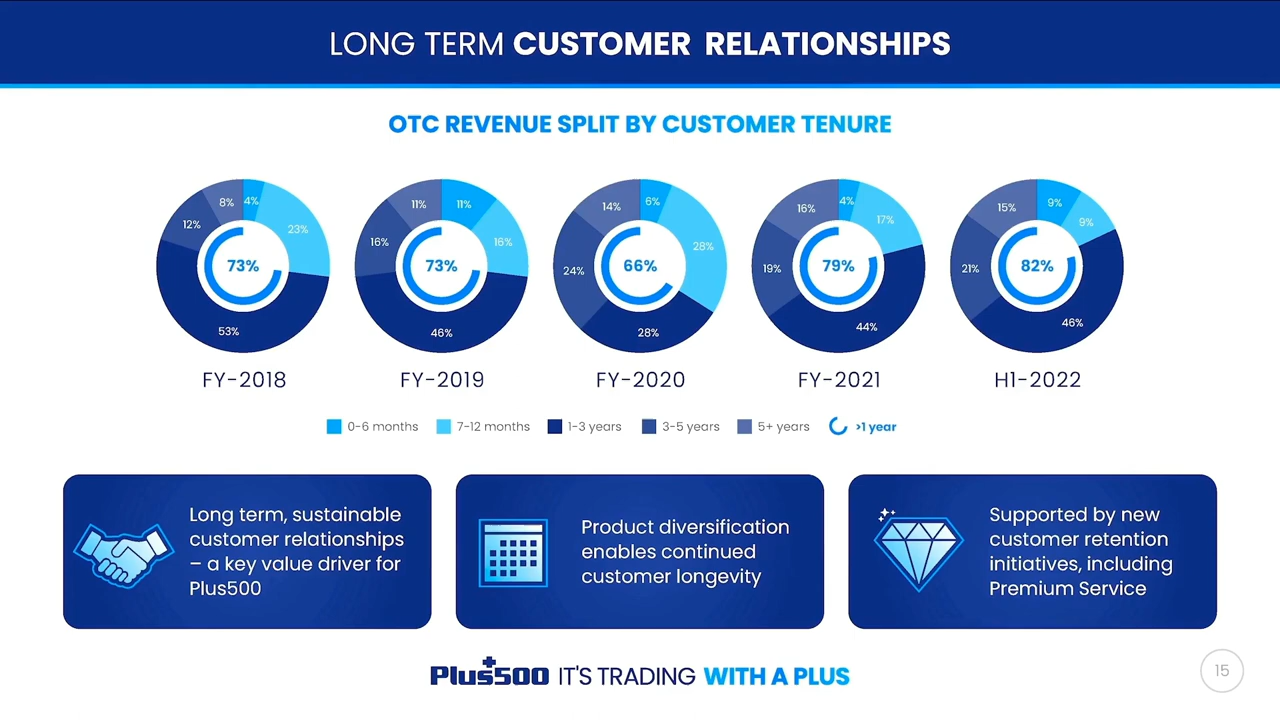 LONG TERM CUSTOMER RELATIONSHIPS
OTC REVENUE SPLIT BY CUSTOMER TENURE
8% 4% 23% 12% 53% 73%
11% 11% 16% 16% 46% 73%
14% 6% 28% 24% 28% 66%
16% 4% 17% 19% 44% 79%
15% 9% 9% 21% 46% 82%
FY-2018 FY-2019 FY-2020 FY-2021 H1-2022
0-6 months 7-12 months 1-3 years 3-5 years 5+ years >1 year
Long term, sustainable
customer relationships
– a key value driver for
Plus500
Product diversification
enables continued
customer longevity
Supported by new
customer retention
initiatives, including
Premium Service
Plus500 IT'S TRADING WITH A PLUS
15